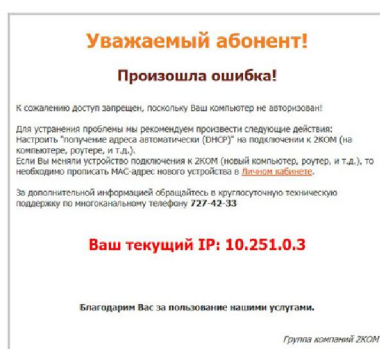 Уважаемый абонент!
Произошла ошибка!
К сожалению доступ запрещен, поскольку Ваш компьютер не авторизован!
Для устранения проблемы мы рекомендуем произвести следующие действия:
Настроить "получение адреса автоматически (DHCP)" на подключении к 2КОМ (на
компьютере, роутере, и т.д.).
Если Вы меняли устройство подключения к 2КОМ (новый компьютер, роутер, и т.д.), то
необходимо прописать MAC-адрес нового устройства в Личном кабинете.
За дополнительной информацией обращайтесь в круглосуточную техническую
поддержку по многоканальному телефону 727-42-33
Ваш текущий IP: 10.251.0.3
Благодарим Вас за пользование нашими услугами.
Группа компаний 2КОМ